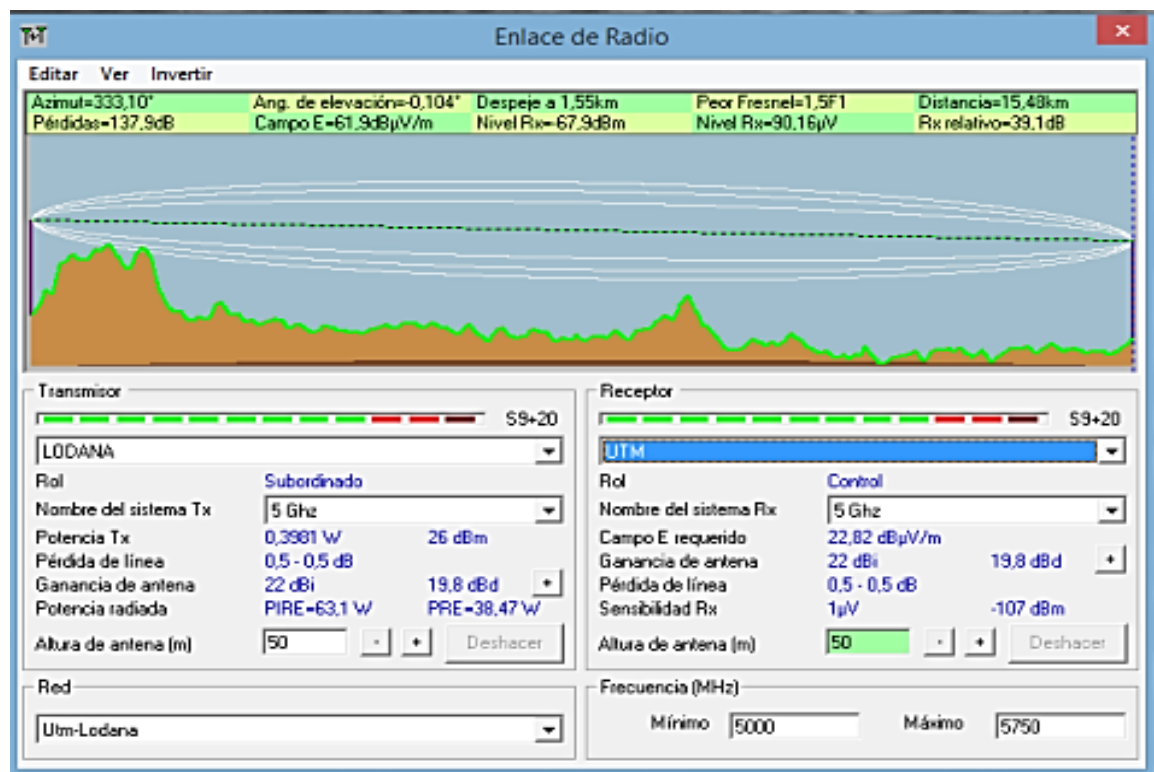 Enlace de Radio
Editar Ver Invertir
Azimut=333,10° Ang. de elevación=-0,104° Despeje a 1,55km Peor Fresnel=1,5F1 Distancia=15,48km
Pérdidas=137,9dB Campo E=61,9dBµV/m Nivel Rx=-67,9dBm Nivel Rx=90,16µV Rx relativo=39,1dB
Transmisor
S9+20
LODANA
Rol Subordinado
Nombre del sistema Tx 5 Ghz
Potencia Tx 0,3981 W 26 dBm
Pérdida de línea 0,5 - 0,5 dB
Ganancia de antena 22 dBi 19,8 dBd +
Potencia radiada PIRE=63,1 W PRE=38,47 W
Altura de antena (m) 50 - + Deshacer
Receptor
S9+20
UTM
Rol Control
Nombre del sistema Rx 5 Ghz
Campo E requerido 22,82 dBµV/m
Ganancia de antena 22 dBi 19,8 dBd +
Pérdida de línea 0,5 - 0,5 dB
Sensibilidad Rx 1µV -107 dBm
Altura de antena (m) 50 - + Deshacer
Red
Utm-Lodana
Frecuencia (MHz)
Mínimo 5000 Máximo 5750